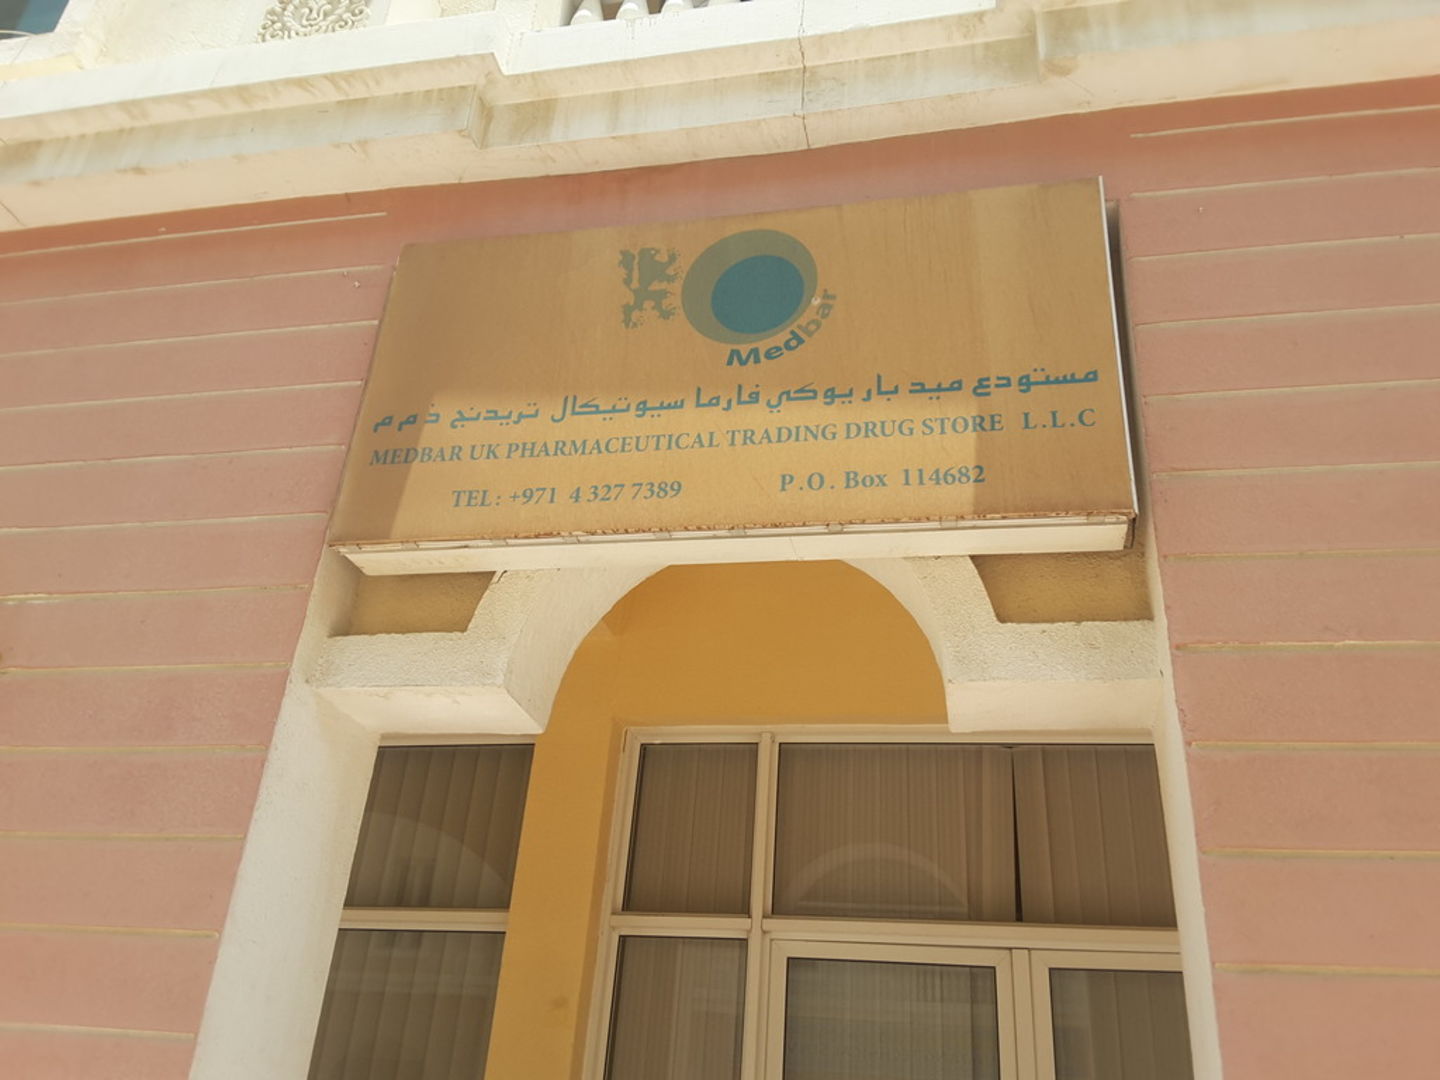 Medbar
مستودع ميد بار يوكي فارما سيوتيكال تريدنج ذ م م
MEDBAR UK PHARMACEUTICAL TRADING DRUG STORE L.L.C
TEL: +971 4 327 7389 P.O. Box 114682